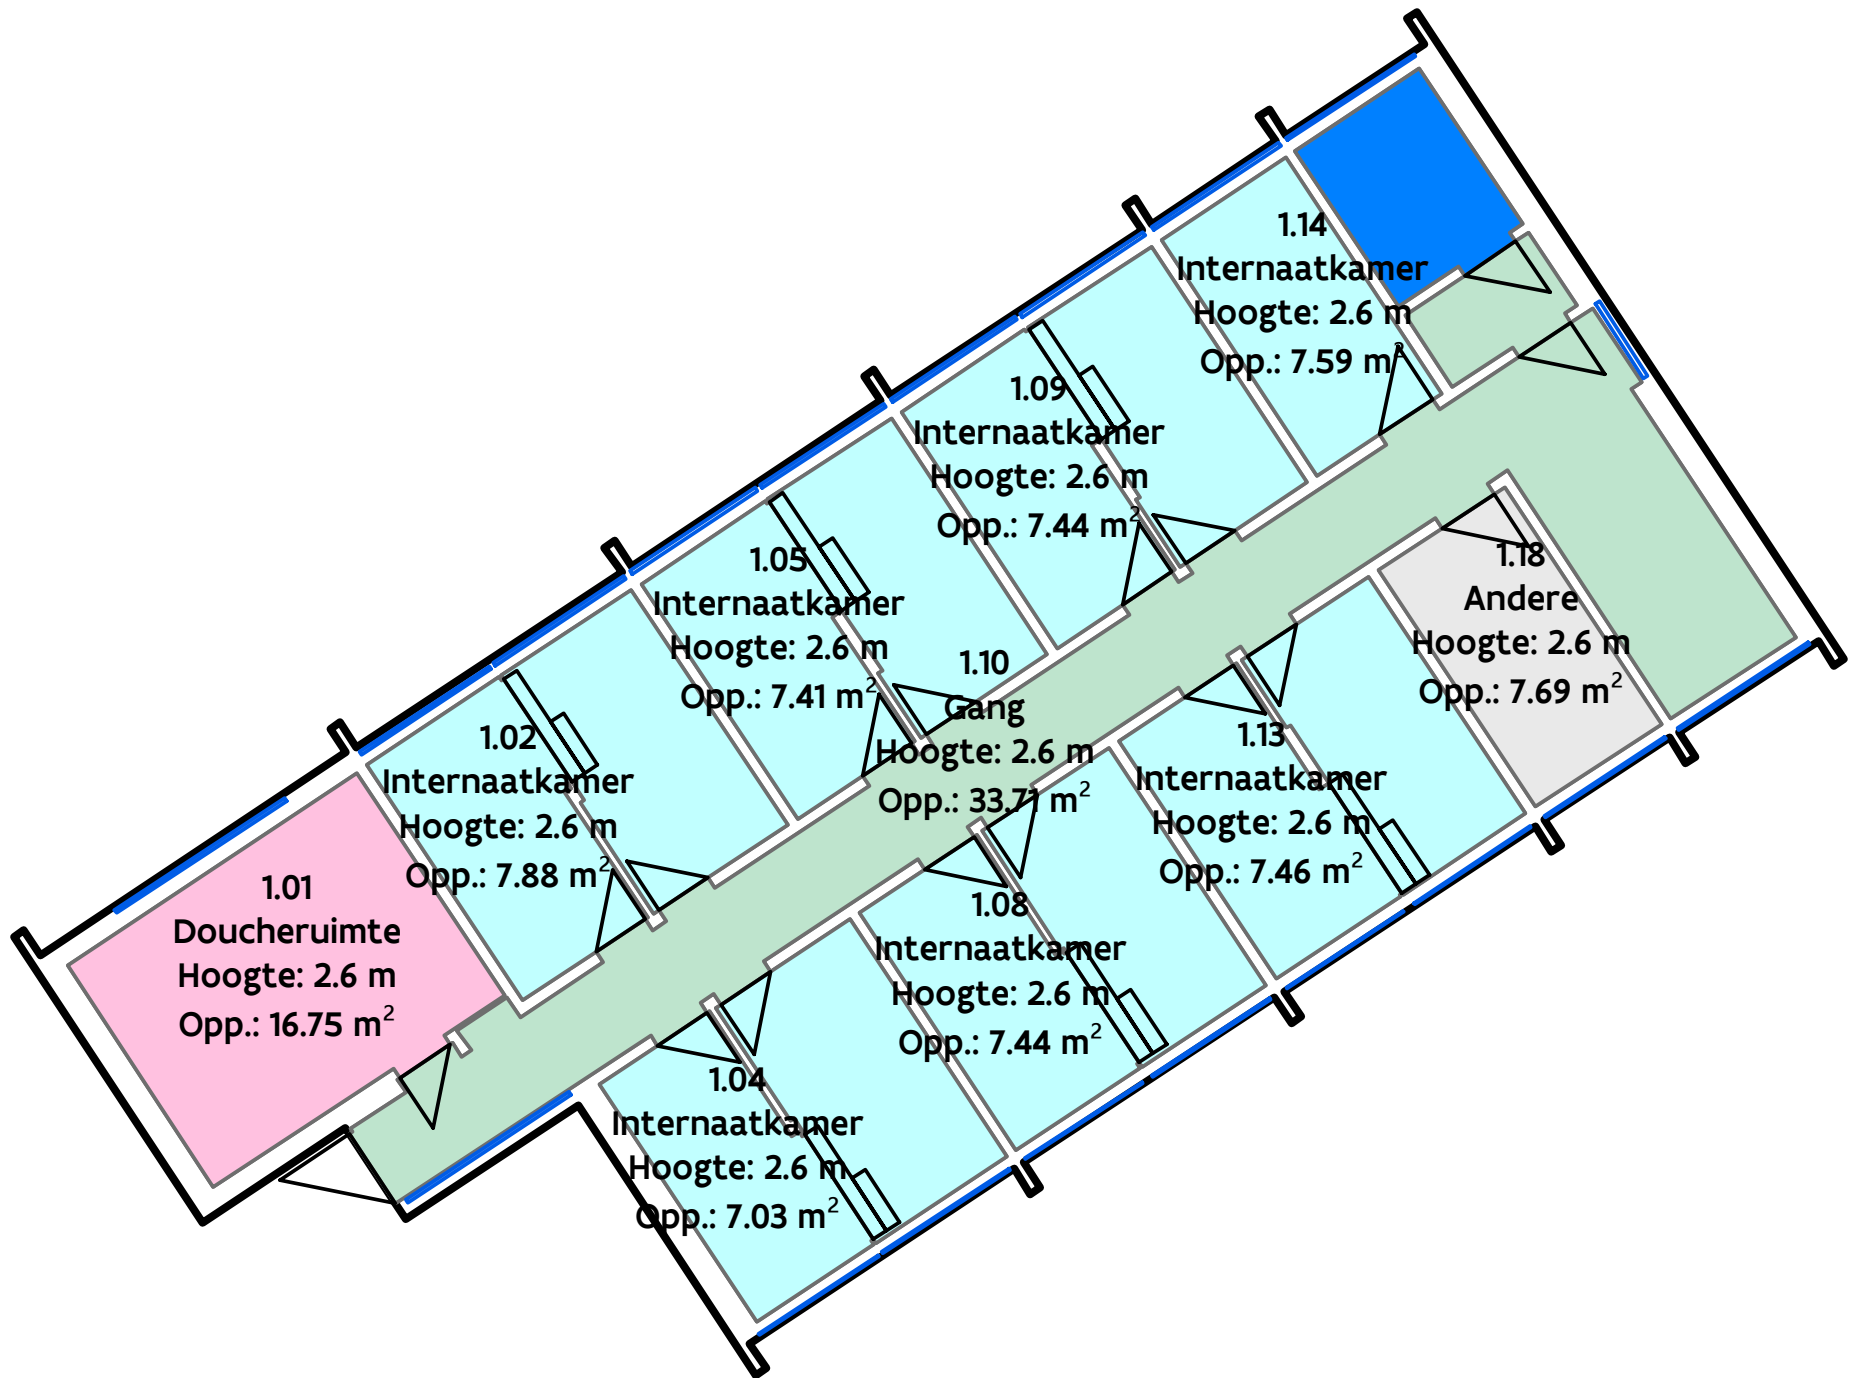 1.14
Internaatkamer
Hoogte: 2.6 m
Opp.: 7.59 m²
1.09
Internaatkamer
Hoogte: 2.6 m
Opp.: 7.44 m²
1.05
Internaatkamer
Hoogte: 2.6 m
Opp.: 7.41 m²
1.18
Andere
Hoogte: 2.6 m
Opp.: 7.69 m²
1.10
Gang
Hoogte: 2.6 m
Opp.: 33.71 m²
1.02
Internaatkamer
Hoogte: 2.6 m
Opp.: 7.88 m²
1.13
Internaatkamer
Hoogte: 2.6 m
Opp.: 7.46 m²
1.01
Doucheruimte
Hoogte: 2.6 m
Opp.: 16.75 m²
1.08
Internaatkamer
Hoogte: 2.6 m
Opp.: 7.44 m²
1.04
Internaatkamer
Hoogte: 2.6 m
Opp.: 7.03 m²